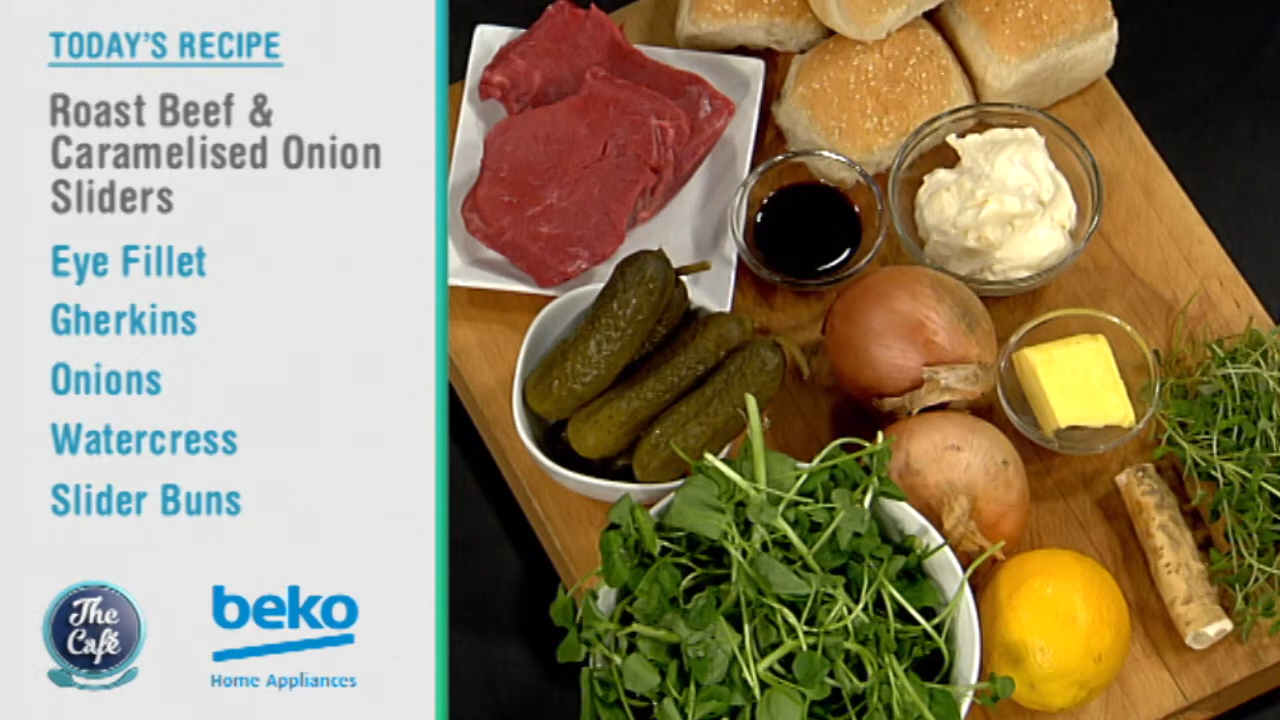 TODAY'S RECIPE
Roast Beef &
Caramelised Onion
Sliders
Eye Fillet
Gherkins
Onions
Watercress
Slider Buns
The
Café
beko
Home Appliances